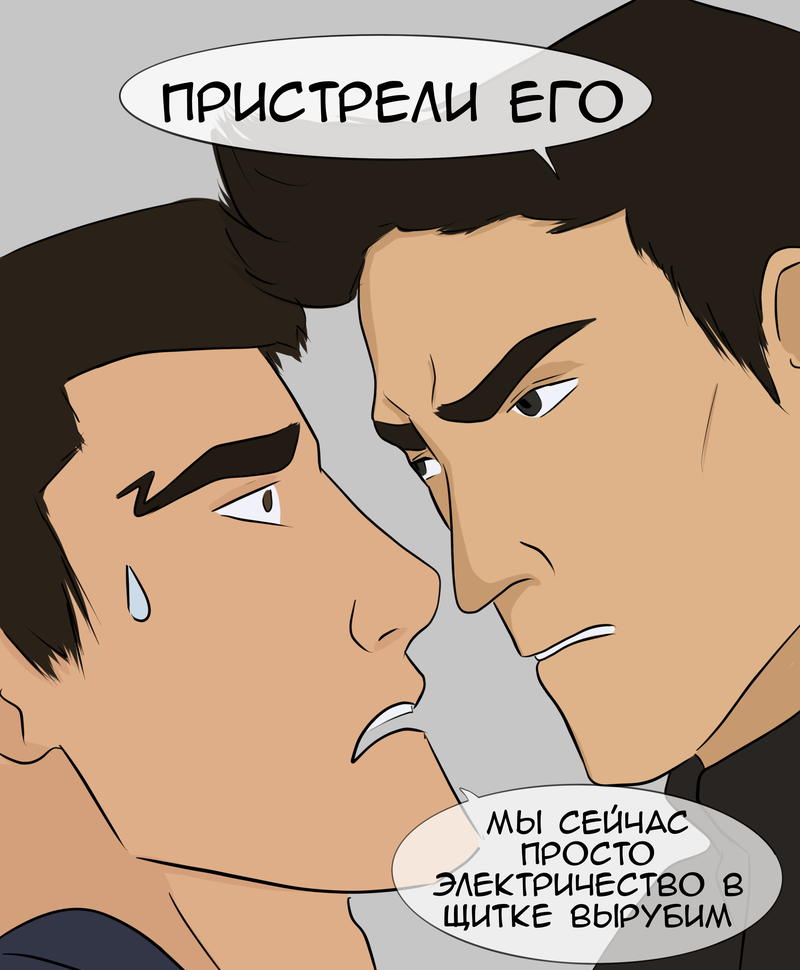 ПРИСТРЕЛИ ЕГО
МЫ СЕЙЧАС
ПРОСТО
ЭЛЕКТРИЧЕСТВО В
ЩИТКЕ ВЫРУБИМ